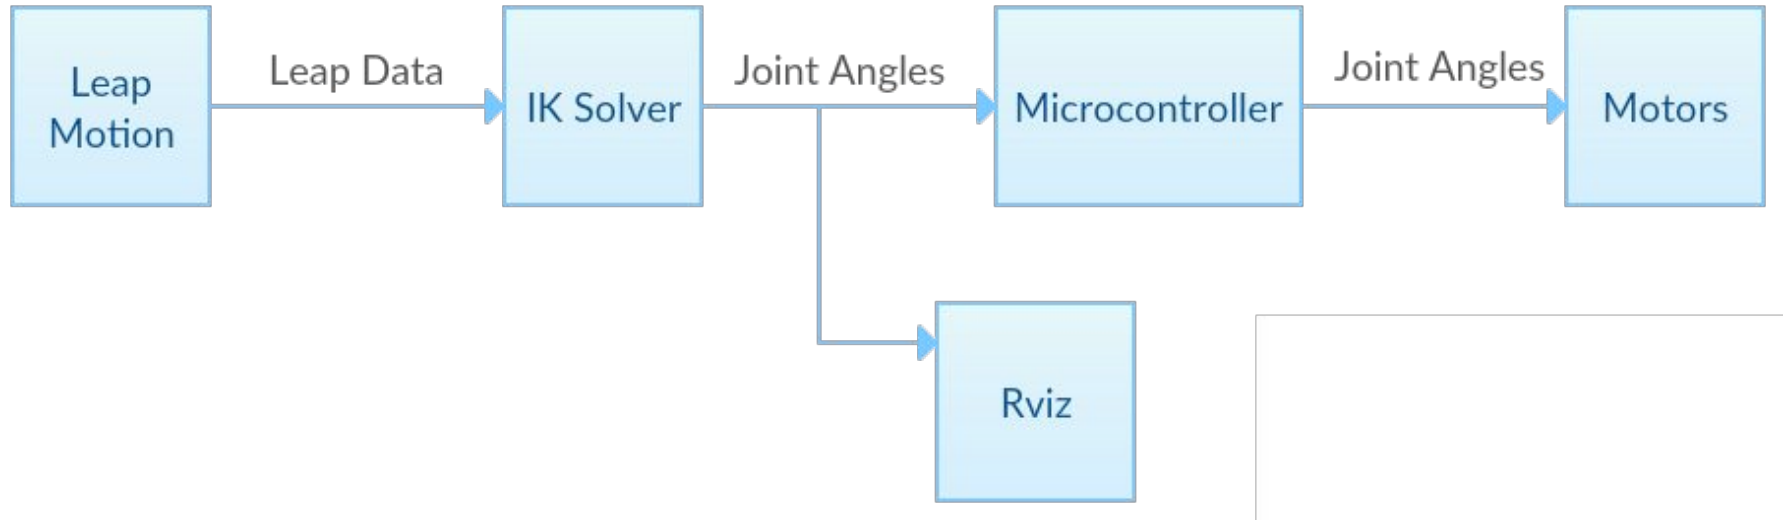 Leap
Motion
Leap Data
IK Solver
Joint Angles
Microcontroller
Joint Angles
Motors
Rviz